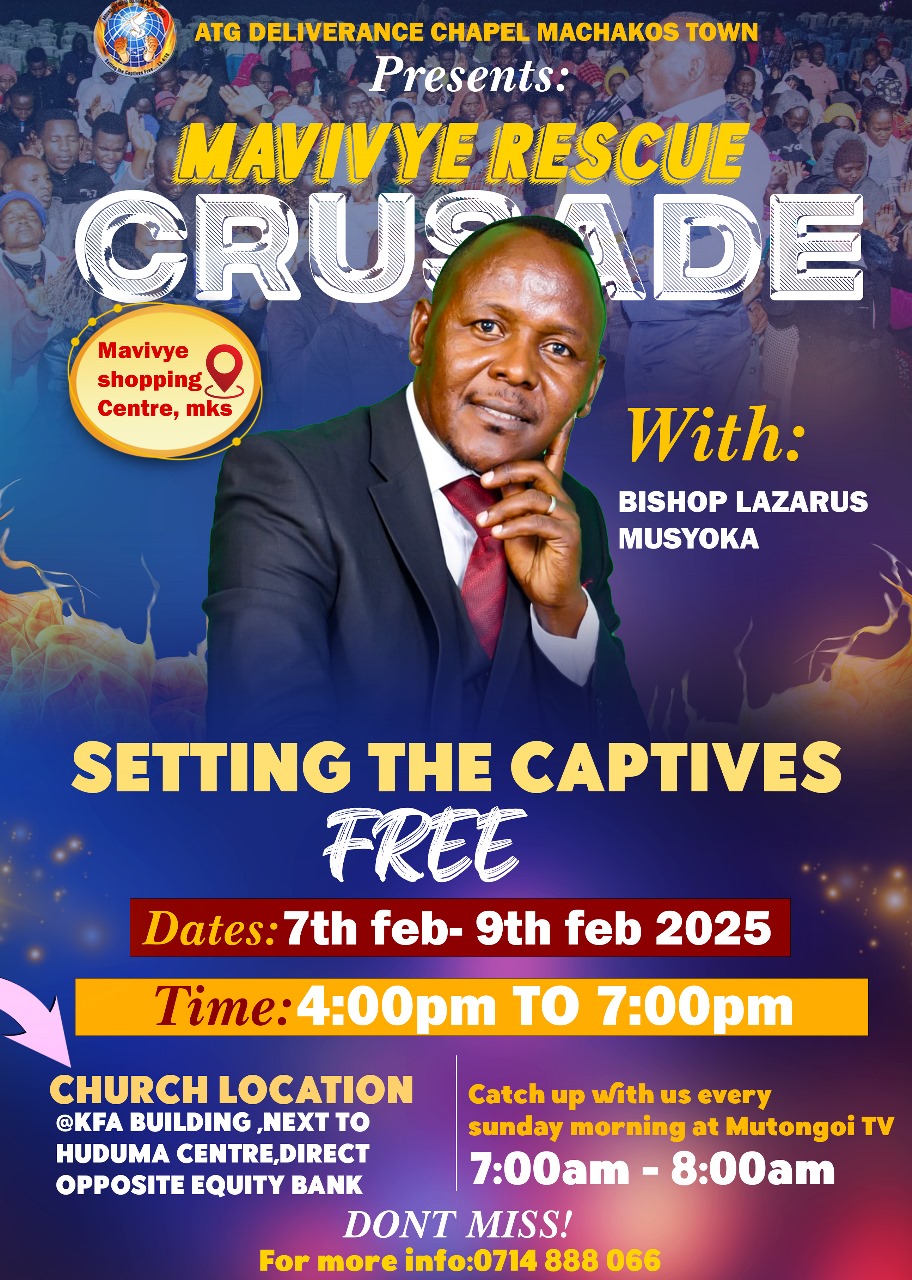 ATG DELIVERANCE CHAPEL MACHAKOS TOWN
Presents:
MAVIVYE RESCUE
CRUSADE
Mavivye
shopping
Centre, mks
With:
BISHOP LAZARUS
MUSYOKA
SETTING THE CAPTIVES
FREE
Dates: 7th feb- 9th feb 2025
Time: 4:00pm TO 7:00pm
CHURCH LOCATION
@KFA BUILDING ,NEXT TO
HUDUMA CENTRE,DIRECT
OPPOSITE EQUITY BANK
Catch up with us every
sunday morning at Mutongoi TV
7:00am - 8:00am
DONT MISS!
For more info:0714 888 066